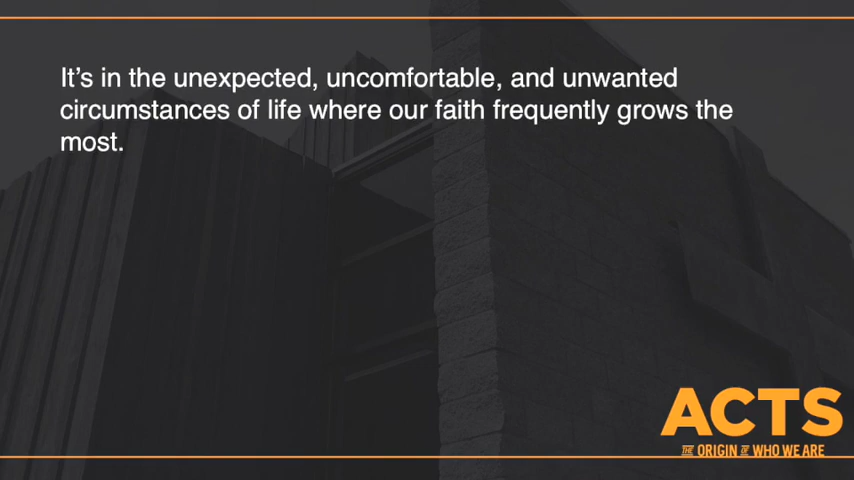 It’s in the unexpected, uncomfortable, and unwanted
circumstances of life where our faith frequently grows the
most.
ACTS
THE ORIGIN OF WHO WE ARE